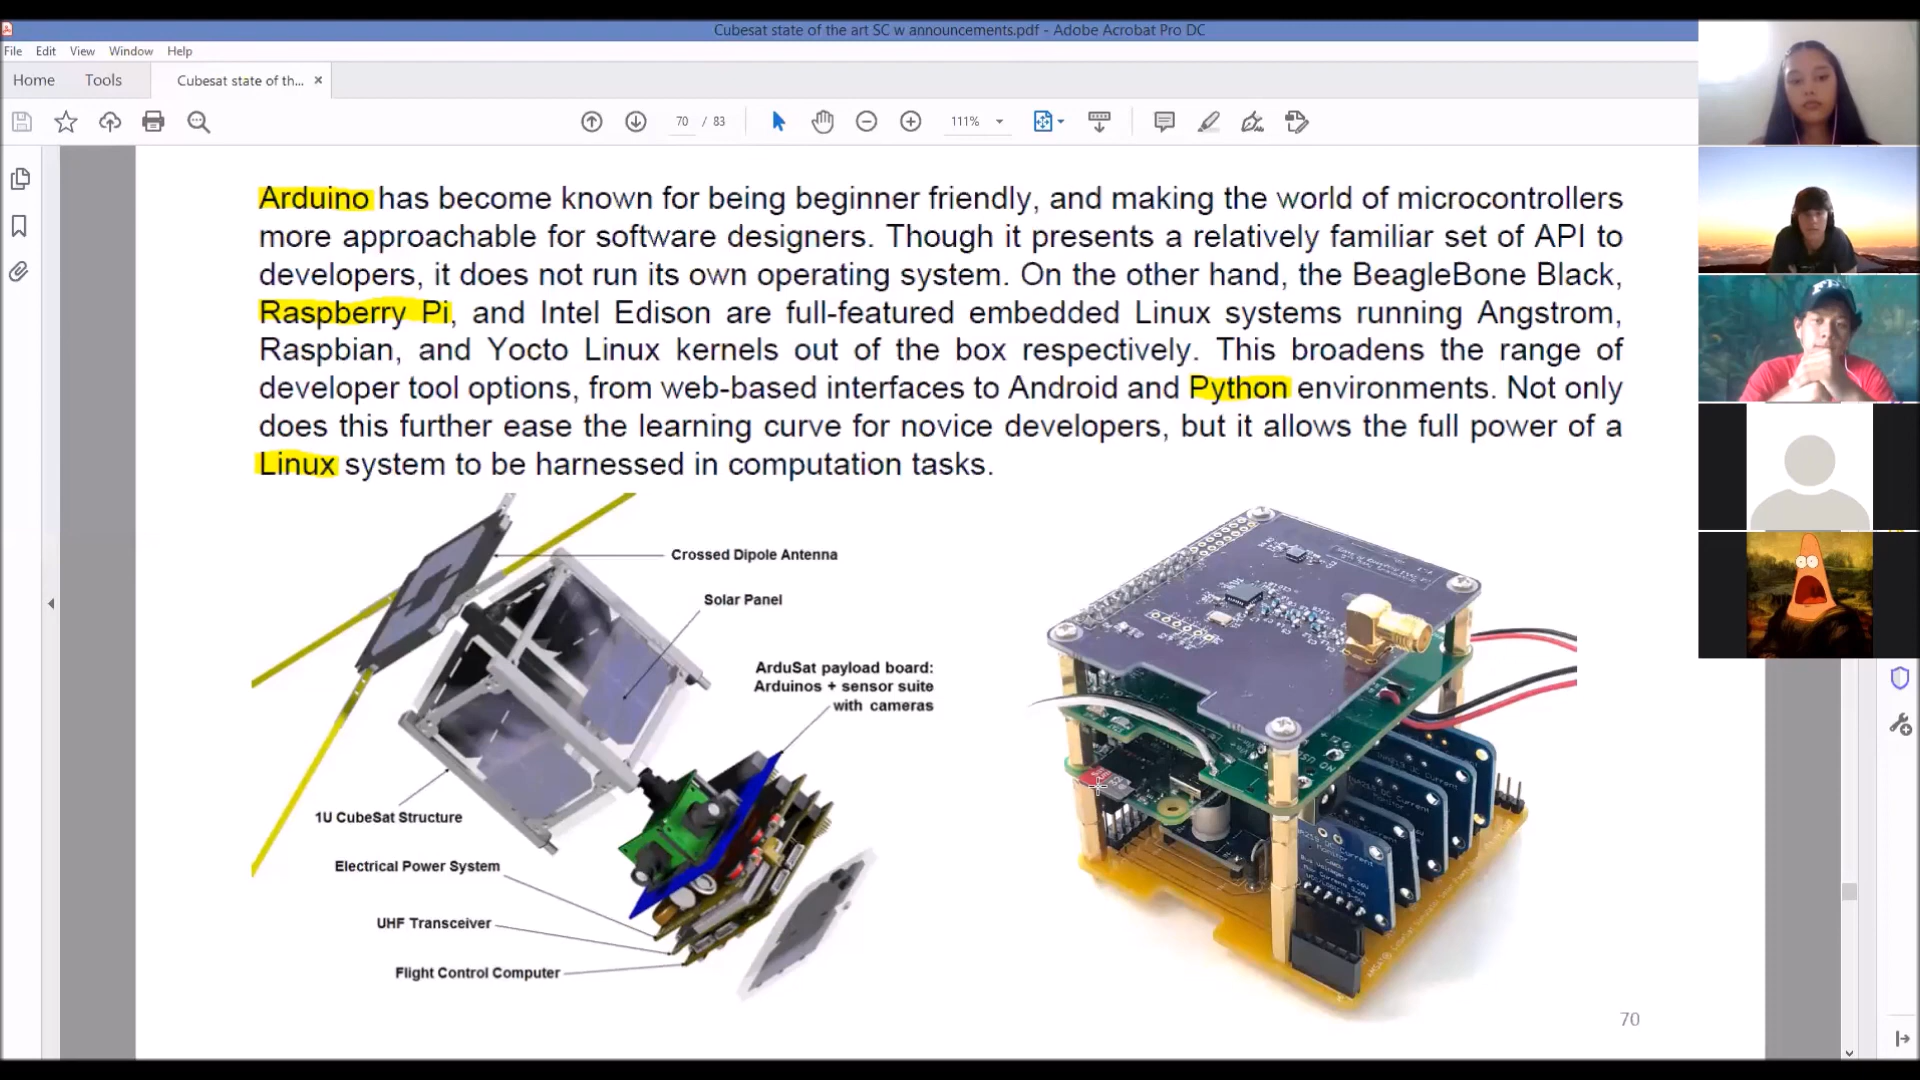 Cubesat state of the art SC w announcements.pdf - Adobe Acrobat Pro DC
File Edit View Window Help
Home Tools Cubesat state of th... ×
70 / 83 111%
Arduino has become known for being beginner friendly, and making the world of microcontrollers
more approachable for software designers. Though it presents a relatively familiar set of API to
developers, it does not run its own operating system. On the other hand, the BeagleBone Black,
Raspberry Pi, and Intel Edison are full-featured embedded Linux systems running Angstrom,
Raspbian, and Yocto Linux kernels out of the box respectively. This broadens the range of
developer tool options, from web-based interfaces to Android and Python environments. Not only
does this further ease the learning curve for novice developers, but it allows the full power of a
Linux system to be harnessed in computation tasks.
Crossed Dipole Antenna
Solar Panel
ArduSat payload board:
Arduinos + sensor suite
with cameras
1U CubeSat Structure
Electrical Power System
UHF Transceiver
Flight Control Computer
DC Current
Monitor
70